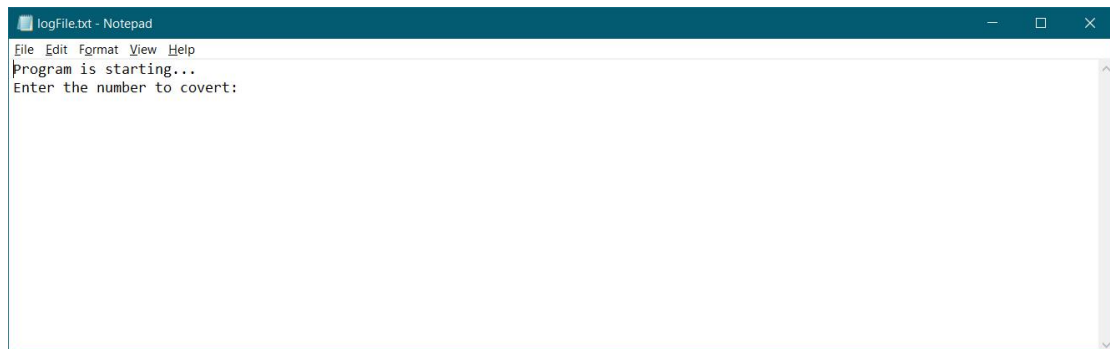 logFile.txt - Notepad
File Edit Format View Help
Program is starting...
Enter the number to covert: